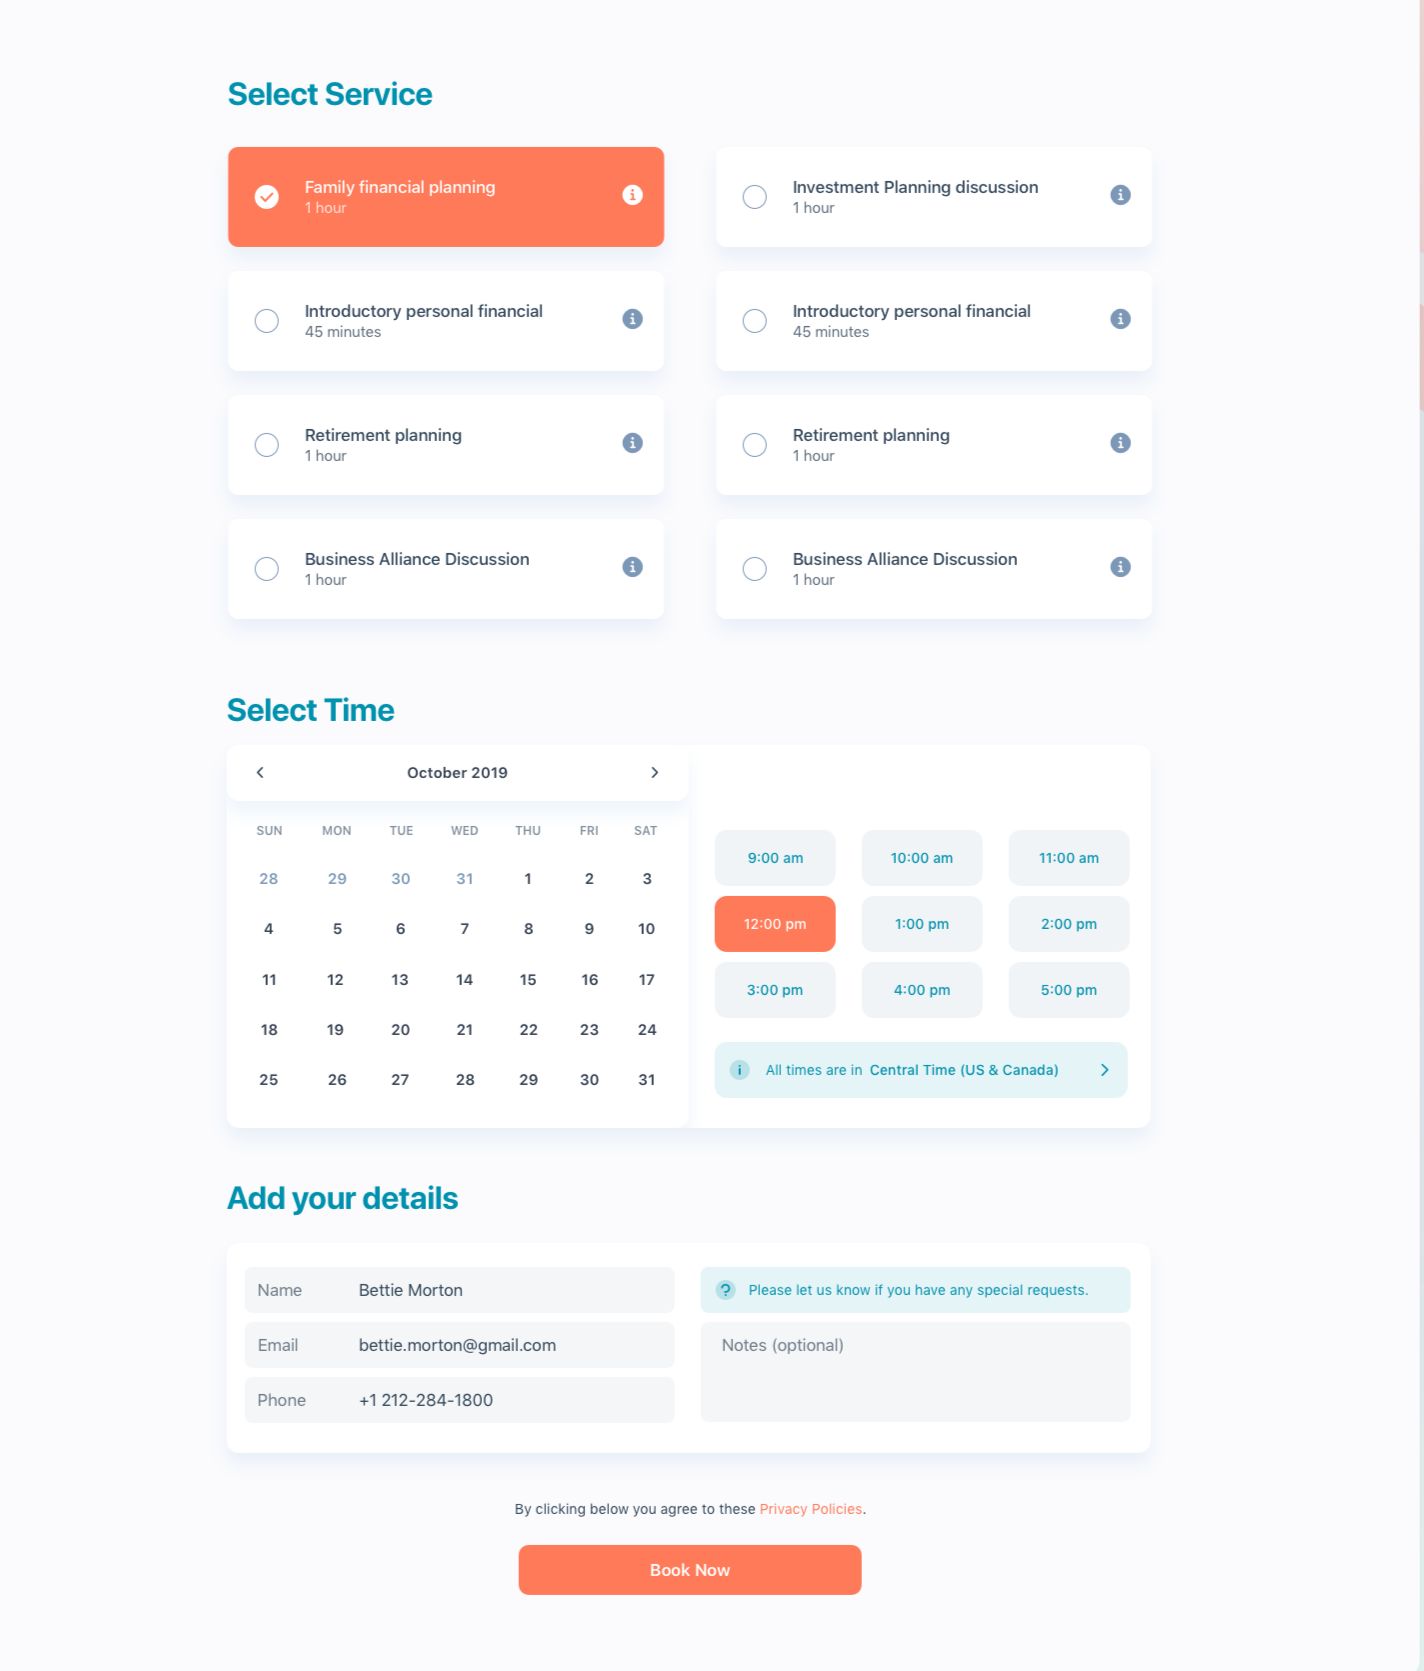 Select Service
Family financial planning
1 hour
Investment Planning discussion
1 hour
Introductory personal financial
45 minutes
Introductory personal financial
45 minutes
Retirement planning
1 hour
Retirement planning
1 hour
Business Alliance Discussion
1 hour
Business Alliance Discussion
1 hour
Select Time
October 2019
SUN MON TUE WED THU FRI SAT
28 29 30 31 1 2 3
4 5 6 7 8 9 10
11 12 13 14 15 16 17
18 19 20 21 22 23 24
25 26 27 28 29 30 31
9:00 am 10:00 am 11:00 am
12:00 pm 1:00 pm 2:00 pm
3:00 pm 4:00 pm 5:00 pm
All times are in Central Time (US & Canada)
Add your details
Name Bettie Morton
Email bettie.morton@gmail.com
Phone +1 212-284-1800
Please let us know if you have any special requests.
Notes (optional)
By clicking below you agree to these Privacy Policies.
Book Now